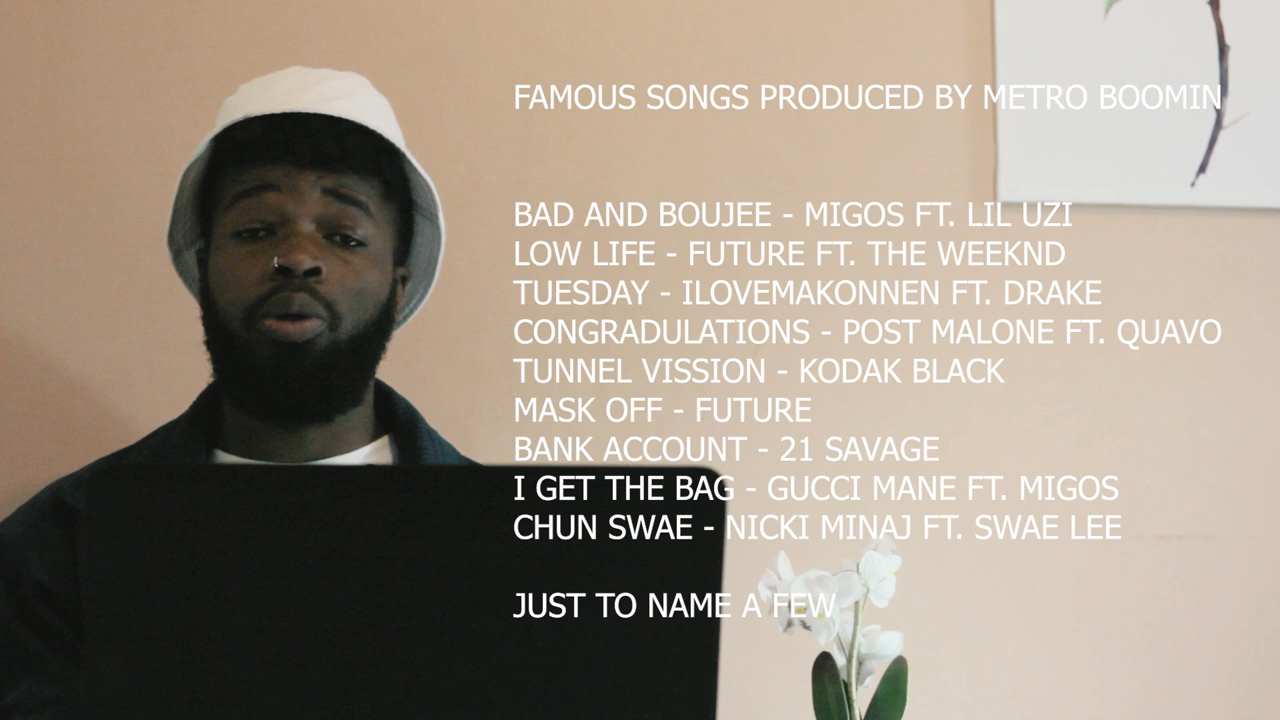 FAMOUS SONGS PRODUCED BY METRO BOOMIN
BAD AND BOUJEE - MIGOS FT. LIL UZI
LOW LIFE - FUTURE FT. THE WEEKND
TUESDAY - ILOVEMAKONNEN FT. DRAKE
CONGRADULATIONS - POST MALONE FT. QUAVO
TUNNEL VISSION - KODAK BLACK
MASK OFF - FUTURE
BANK ACCOUNT - 21 SAVAGE
I GET THE BAG - GUCCI MANE FT. MIGOS
CHUN SWAE - NICKI MINAJ FT. SWAE LEE
JUST TO NAME A FEW